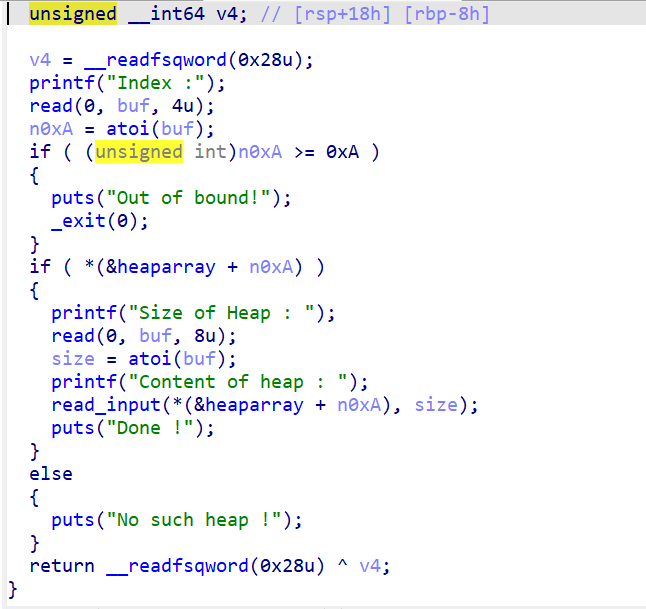 unsigned __int64 v4; // [rsp+18h] [rbp-8h]
v4 = __readfsqword(0x28u);
printf("Index :");
read(0, buf, 4u);
n0xA = atoi(buf);
if ( (unsigned int)n0xA >= 0xA )
{
puts("Out of bound!");
_exit(0);
}
if ( *(&heaparray + n0xA) )
{
printf("Size of Heap : ");
read(0, buf, 8u);
size = atoi(buf);
printf("Content of heap : ");
read_input(*(&heaparray + n0xA), size);
puts("Done !");
}
else
{
puts("No such heap !");
}
return __readfsqword(0x28u) ^ v4;
}